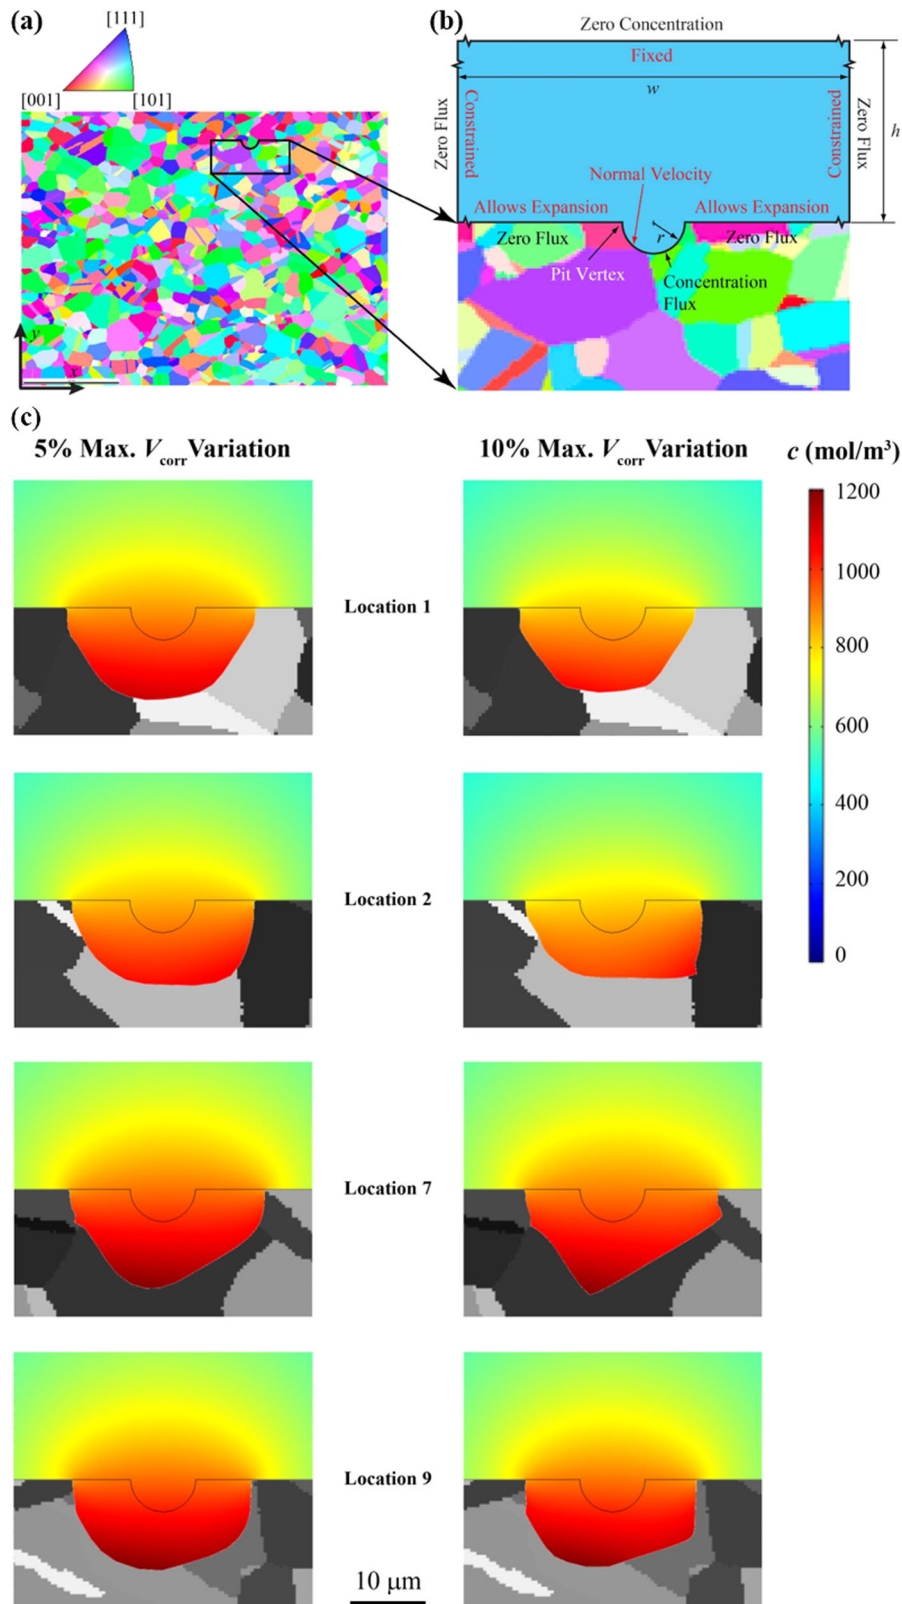 (a)
[111]
[001]
[101]
y
x
(b)
Zero Concentration
Fixed
w
Zero Flux
Constrained
Constrained
Zero Flux
h
Normal Velocity
Allows Expansion
Allows Expansion
Zero Flux
r
Zero Flux
Pit Vertex
Concentration
Flux
(c)
5% Max. Vcorr Variation
10% Max. Vcorr Variation
c (mol/m³)
1200
1000
800
600
400
200
0
Location 1
Location 2
Location 7
Location 9
10 μm